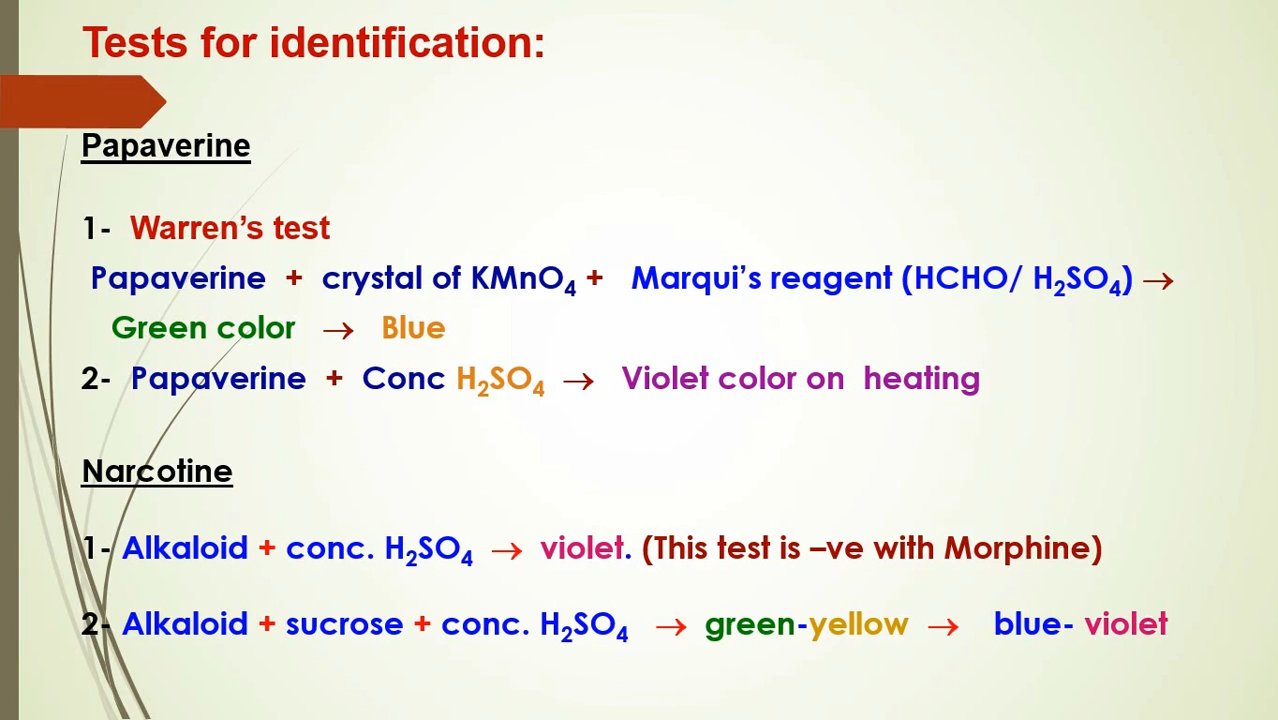 Tests for identification:
Papaverine
1- Warren’s test
Papaverine + crystal of KMnO₄ + Marqui’s reagent (HCHO/ H₂SO₄) →
Green color → Blue
2- Papaverine + Conc H₂SO₄ → Violet color on heating
Narcotine
1- Alkaloid + conc. H₂SO₄ → violet. (This test is –ve with Morphine)
2- Alkaloid + sucrose + conc. H₂SO₄ → green-yellow → blue- violet